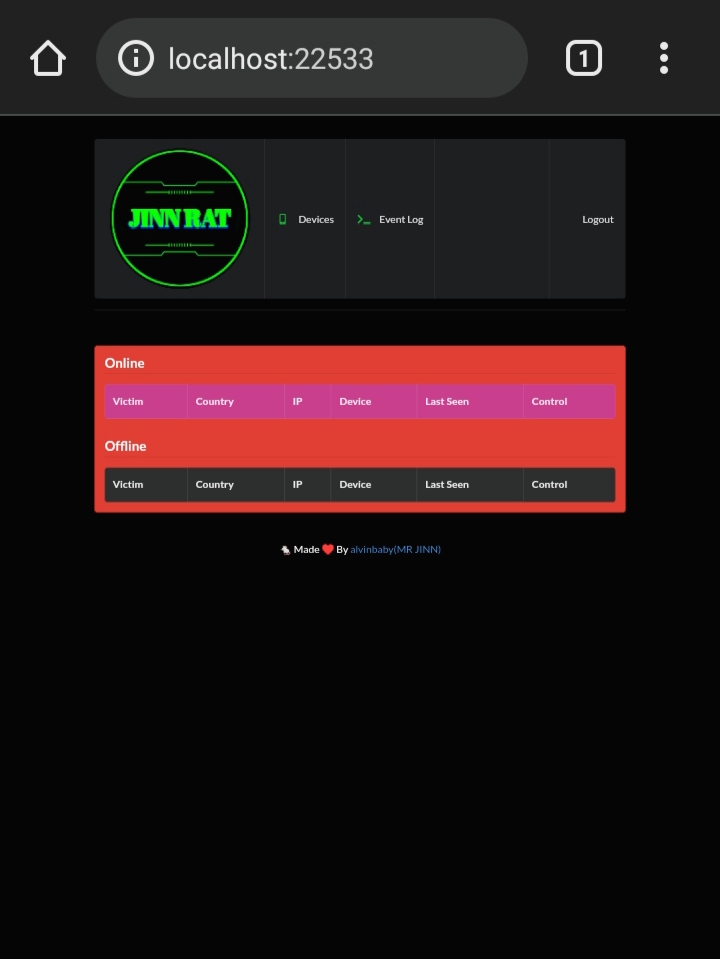 localhost:22533
1
JINN RAT
Devices
Event Log
Logout
Online
Victim Country IP Device Last Seen Control
Offline
Victim Country IP Device Last Seen Control
🐁 Made ❤️ By alvinbaby(MR JINN)